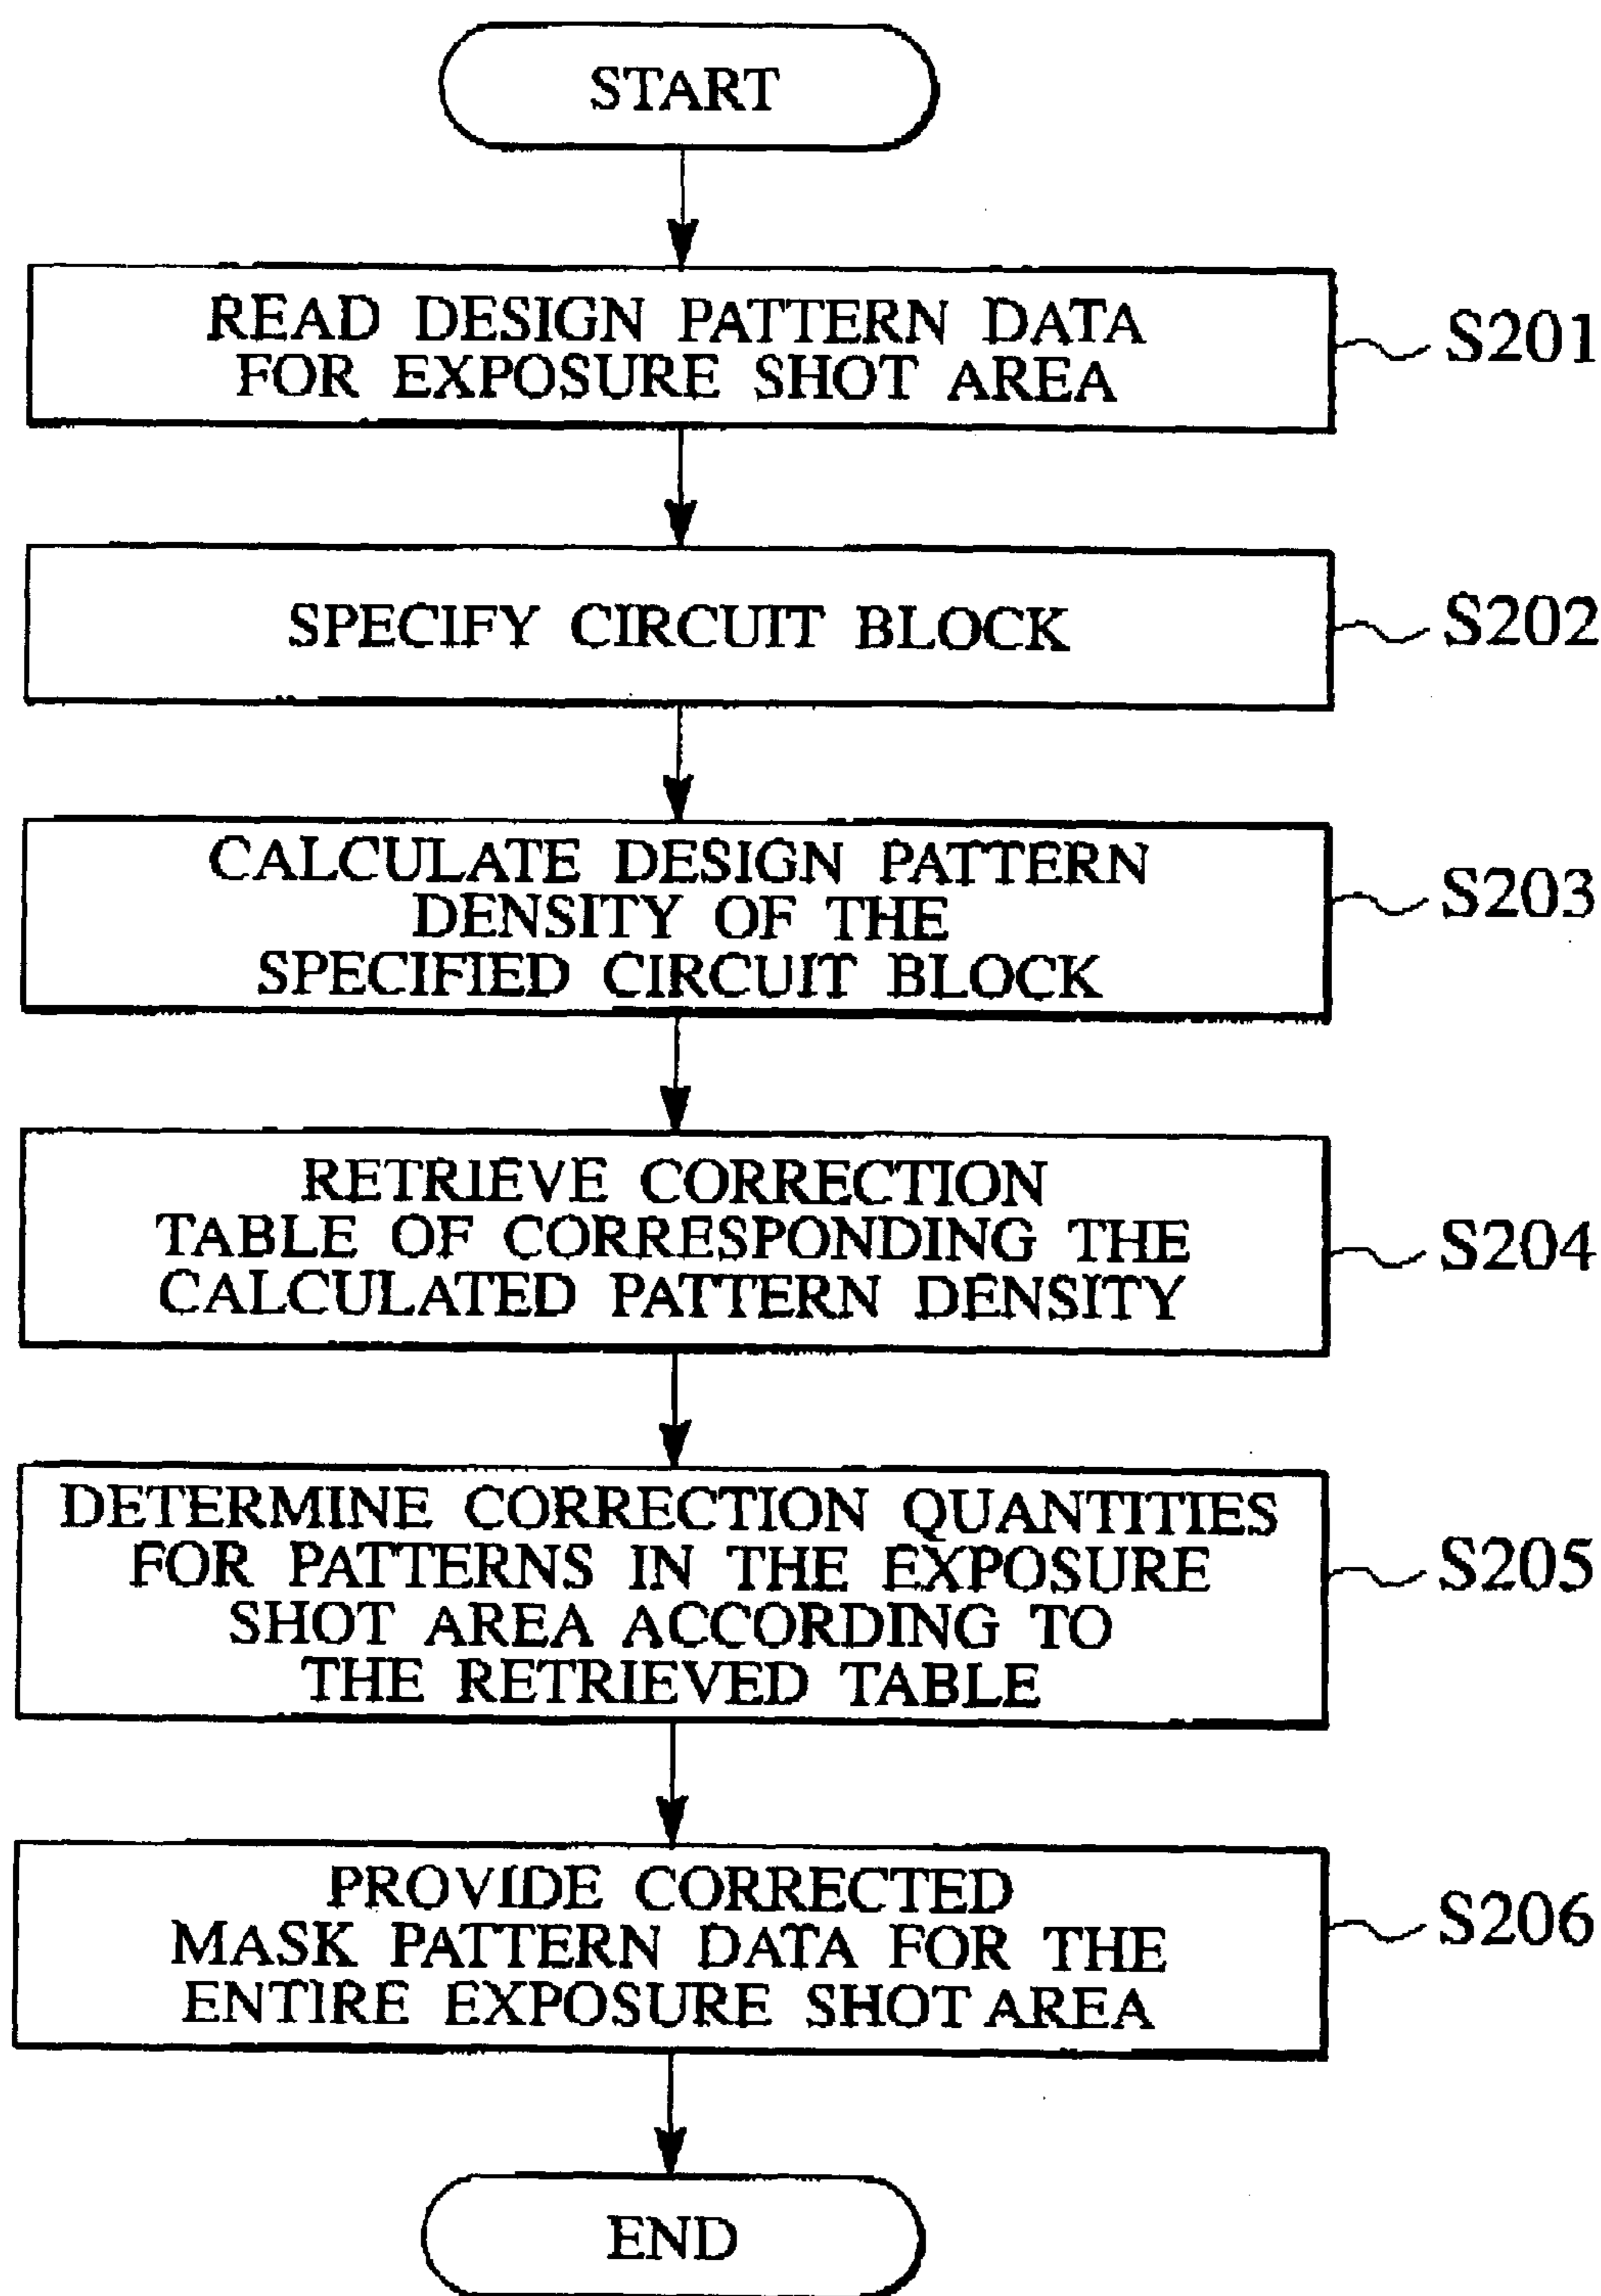 START
READ DESIGN PATTERN DATA
FOR EXPOSURE SHOT AREA
S201
SPECIFY CIRCUIT BLOCK
S202
CALCULATE DESIGN PATTERN
DENSITY OF THE
SPECIFIED CIRCUIT BLOCK
S203
RETRIEVE CORRECTION
TABLE OF CORRESPONDING THE
CALCULATED PATTERN DENSITY
S204
DETERMINE CORRECTION QUANTITIES
FOR PATTERNS IN THE EXPOSURE
SHOT AREA ACCORDING TO
THE RETRIEVED TABLE
S205
PROVIDE CORRECTED
MASK PATTERN DATA FOR THE
ENTIRE EXPOSURE SHOT AREA
S206
END